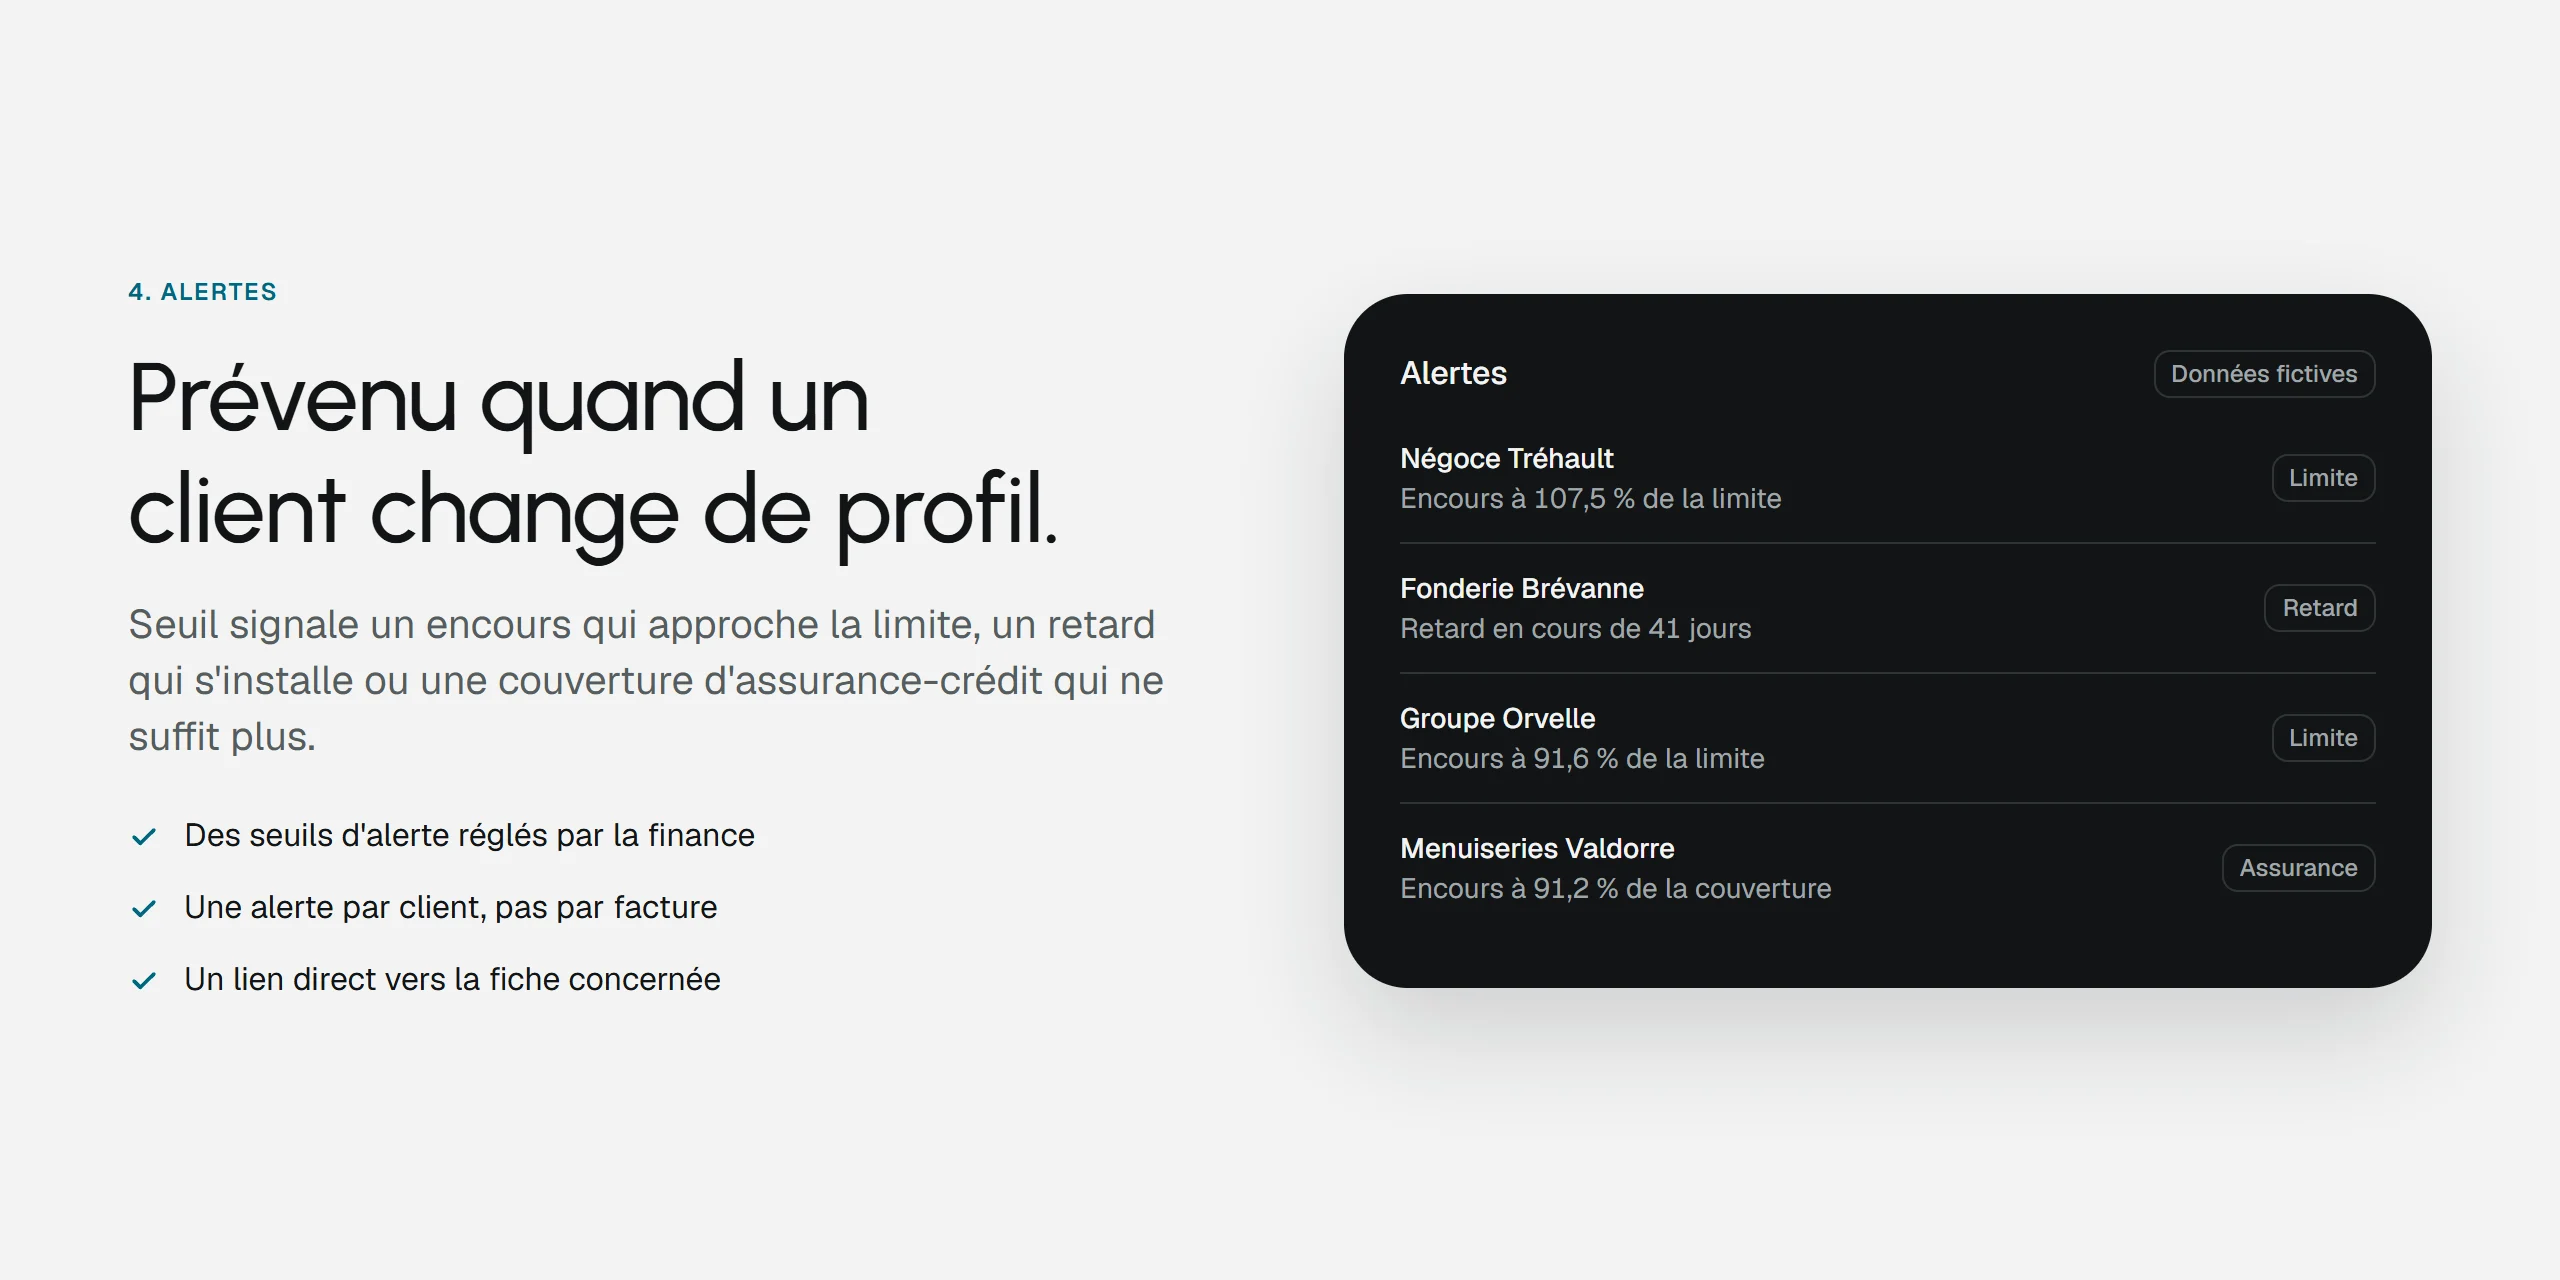 4. ALERTES
Prévenu quand un
client change de profil.
Seuil signale un encours qui approche la limite, un retard
qui s'installe ou une couverture d'assurance-crédit qui ne
suffit plus.
Des seuils d'alerte réglés par la finance
Une alerte par client, pas par facture
Un lien direct vers la fiche concernée
Alertes
Données fictives
Négoce Tréhault
Encours à 107,5 % de la limite
Limite
Fonderie Brévanne
Retard en cours de 41 jours
Retard
Groupe Orvelle
Encours à 91,6 % de la limite
Limite
Menuiseries Valdorre
Encours à 91,2 % de la couverture
Assurance